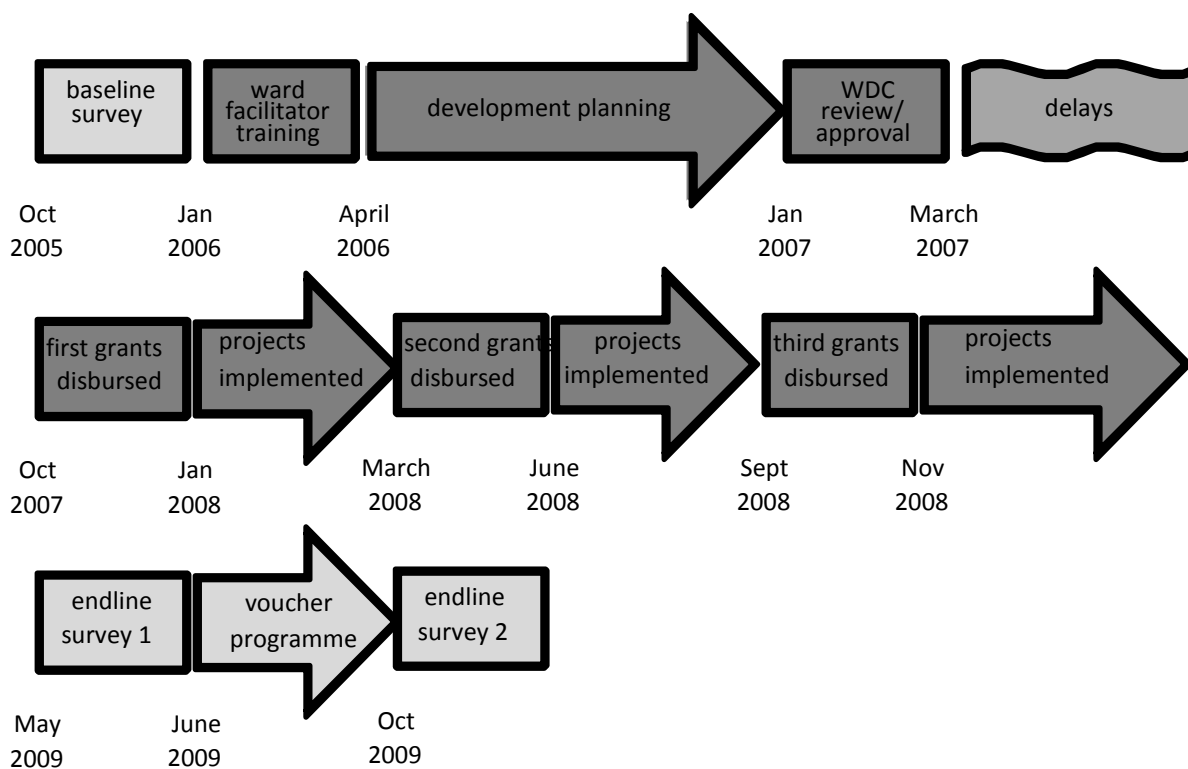 baseline
survey
ward
facilitator
training
development planning
WDC
review/
approval
delays
Oct
2005
Jan
2006
April
2006
Jan
2007
March
2007
first grants
disbursed
projects
implemented
second grants
disbursed
projects
implemented
third grants
disbursed
projects
implemented
Oct
2007
Jan
2008
March
2008
June
2008
Sept
2008
Nov
2008
endline
survey 1
voucher
programme
endline
survey 2
May
2009
June
2009
Oct
2009